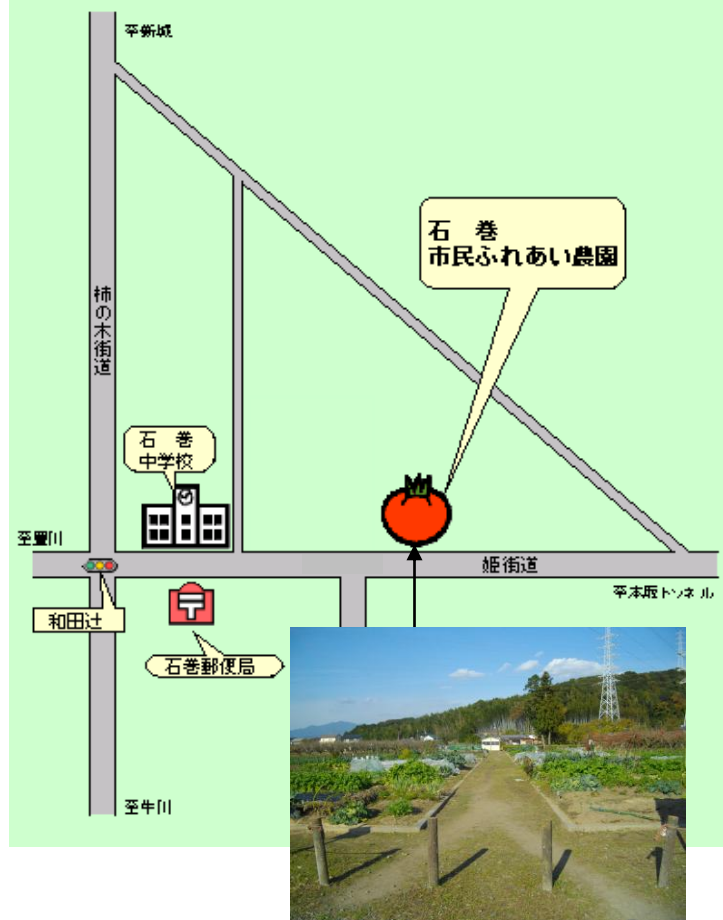 至新城
石　巻
市民ふれあい農園
柿の木街道
石　巻
中学校
至豊川
姫街道
至本坂トンネル
和田辻
石巻郵便局
至牛川